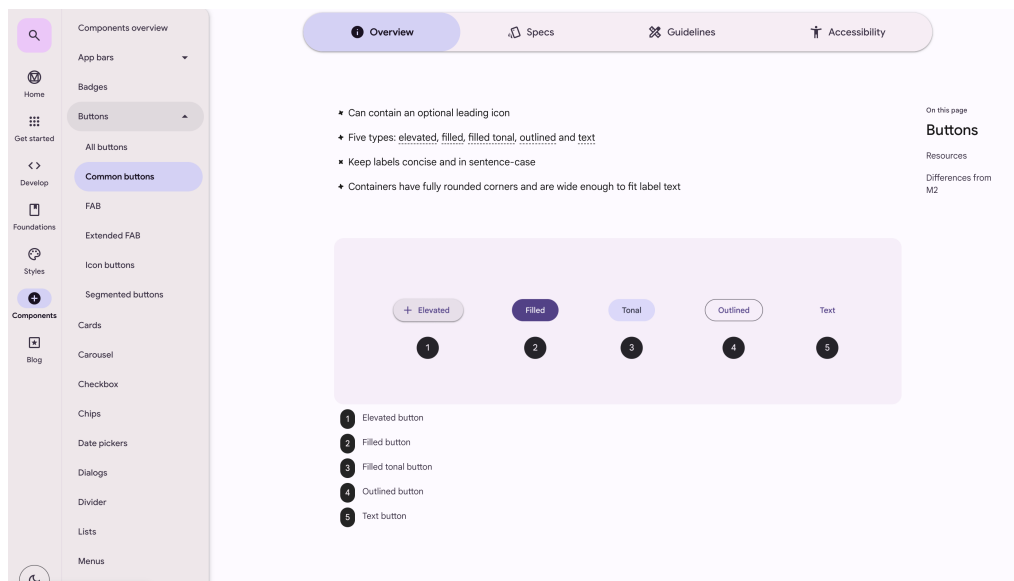 Home
Get started
Develop
Foundations
Styles
Components
Blog
Components overview
App bars
Badges
Buttons
All buttons
Common buttons
FAB
Extended FAB
Icon buttons
Segmented buttons
Cards
Carousel
Checkbox
Chips
Date pickers
Dialogs
Divider
Lists
Menus
Overview
Specs
Guidelines
Accessibility
Can contain an optional leading icon
Five types: elevated, filled, filled tonal, outlined and text
Keep labels concise and in sentence-case
Containers have fully rounded corners and are wide enough to fit label text
Elevated
Filled
Tonal
Outlined
Text
1
2
3
4
5
1 Elevated button
2 Filled button
3 Filled tonal button
4 Outlined button
5 Text button
On this page
Buttons
Resources
Differences from
M2